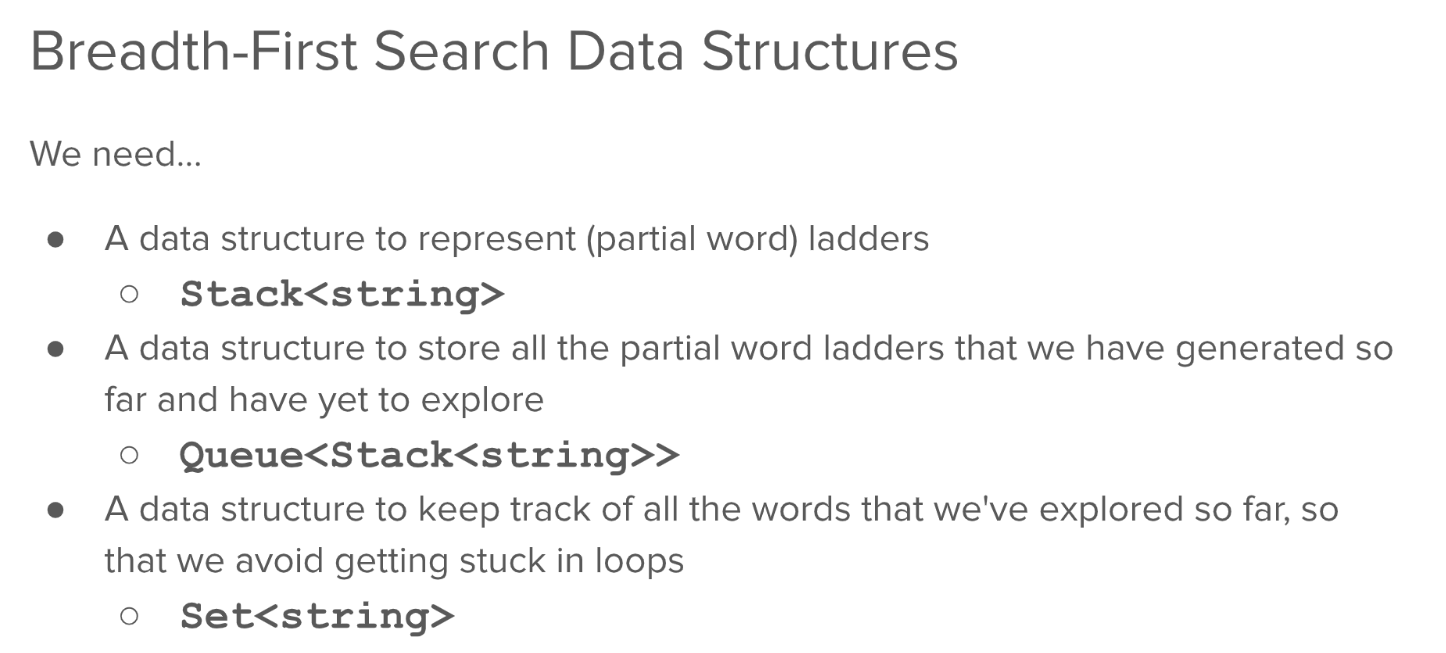 Breadth-First Search Data Structures
We need...
● A data structure to represent (partial word) ladders
○ Stack<string>
● A data structure to store all the partial word ladders that we have generated so
far and have yet to explore
○ Queue<Stack<string>>
● A data structure to keep track of all the words that we've explored so far, so
that we avoid getting stuck in loops
○ Set<string>